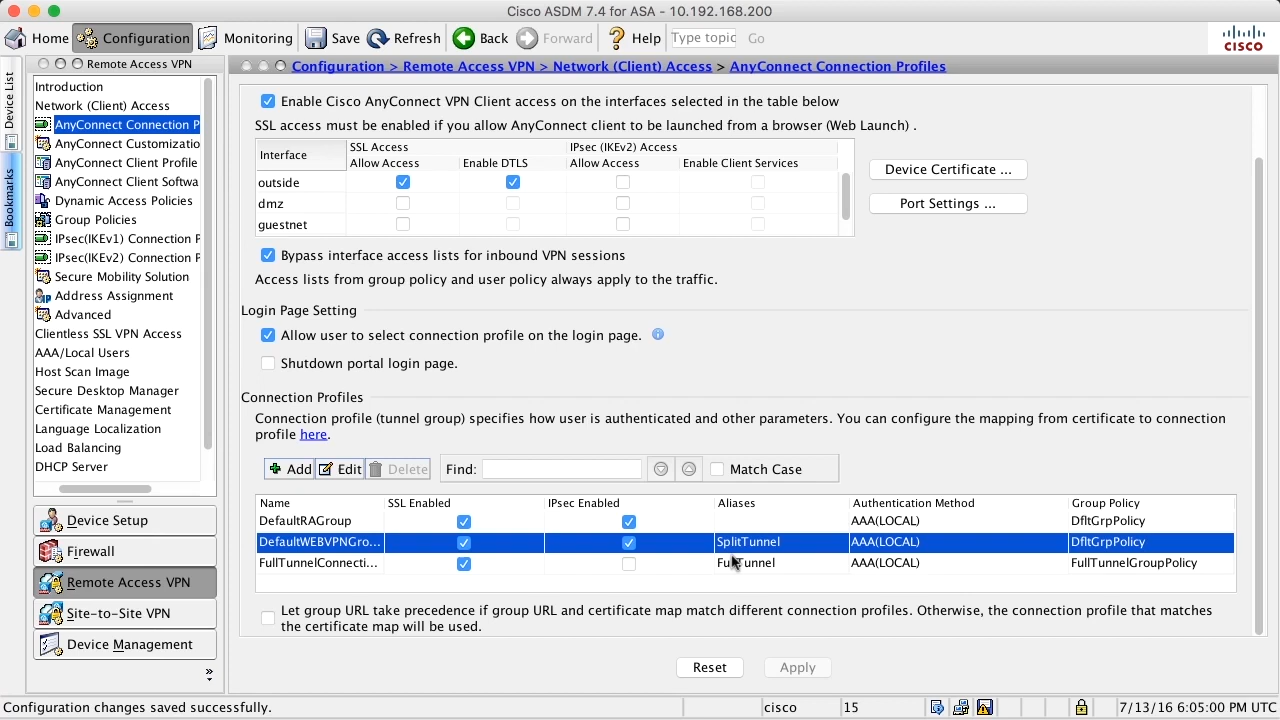 Cisco ASDM 7.4 for ASA - 10.192.168.200
Home Configuration Monitoring Save Refresh Back Forward Help Type topic Go
CISCO
Device List
Bookmarks
Remote Access VPN
Introduction
Network (Client) Access
AnyConnect Connection P
AnyConnect Customizatio
AnyConnect Client Profile
AnyConnect Client Softwa
Dynamic Access Policies
Group Policies
IPsec(IKEv1) Connection P
IPsec(IKEv2) Connection P
Secure Mobility Solution
Address Assignment
Advanced
Clientless SSL VPN Access
AAA/Local Users
Host Scan Image
Secure Desktop Manager
Certificate Management
Language Localization
Load Balancing
DHCP Server
Device Setup
Firewall
Remote Access VPN
Site-to-Site VPN
Device Management
Configuration > Remote Access VPN > Network (Client) Access > AnyConnect Connection Profiles
Enable Cisco AnyConnect VPN Client access on the interfaces selected in the table below
SSL access must be enabled if you allow AnyConnect client to be launched from a browser (Web Launch) .
SSL Access IPsec (IKEv2) Access
Interface Allow Access Enable DTLS Allow Access Enable Client Services
outside
dmz
guestnet
Device Certificate ...
Port Settings ...
Bypass interface access lists for inbound VPN sessions
Access lists from group policy and user policy always apply to the traffic.
Login Page Setting
Allow user to select connection profile on the login page.
Shutdown portal login page.
Connection Profiles
Connection profile (tunnel group) specifies how user is authenticated and other parameters. You can configure the mapping from certificate to connection
profile here.
Add Edit Delete Find: Match Case
Name SSL Enabled IPsec Enabled Aliases Authentication Method Group Policy
DefaultRAGroup AAA(LOCAL) DfltGrpPolicy
DefaultWEBVPNGro... SplitTunnel AAA(LOCAL) DfltGrpPolicy
FullTunnelConnecti... FullTunnel AAA(LOCAL) FullTunnelGroupPolicy
Let group URL take precedence if group URL and certificate map match different connection profiles. Otherwise, the connection profile that matches
the certificate map will be used.
Reset Apply
Configuration changes saved successfully. cisco 15 7/13/16 6:05:00 PM UTC